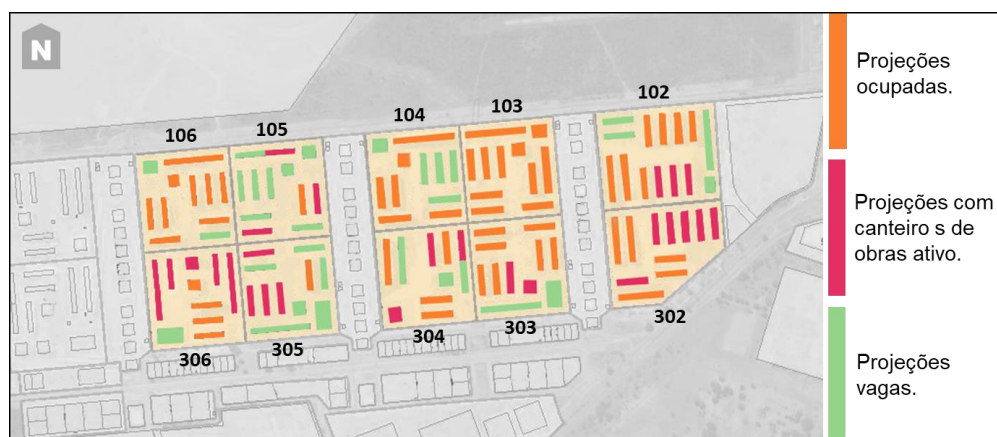 N
106
105
104
103
102
306
305
304
303
302
Projeções
ocupadas.
Projeções com
canteiro s de
obras ativo.
Projeções
vagas.